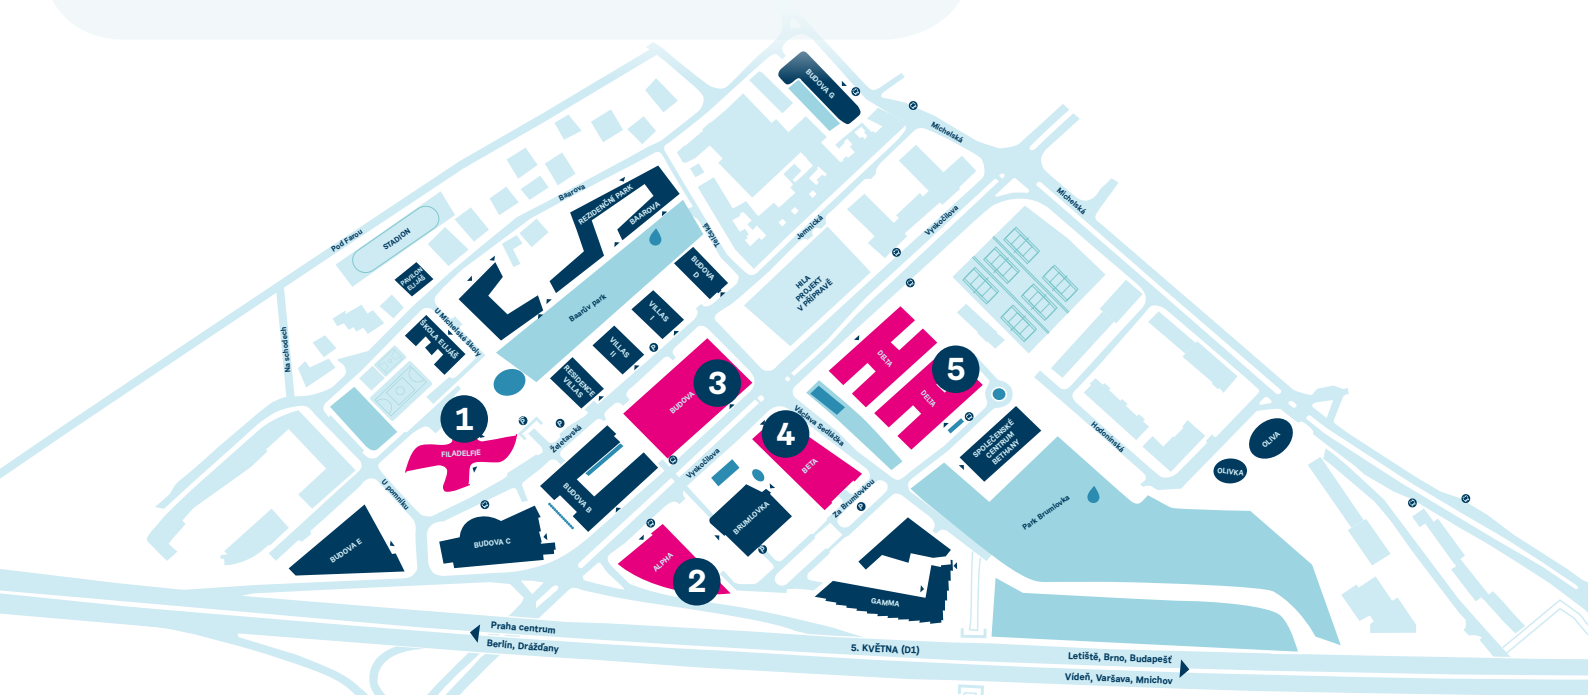 BUDOVA G
Michelská
Michelská
Baarova
REZIDENČNÍ PARK
BAAROVA
Telčská
Jemnická
Vyskočilova
Pod Farou
STADION
PAVILON
ELIJÁŠ
BUDOVA
D
HILA
PROJEKT
V PŘÍPRAVĚ
Baarův park
VILLAS
I
U Michelské školy
ŠKOLA ELIJÁŠ
Na schodech
VILLAS
II
RESIDENCE
VILLAS
DELTA
DELTA
5
3
BUDOVA
1
FILADELFIE
Želetavská
4
BETA
Václava Sedláčka
Vyskočilova
SPOLEČENSKÉ
CENTRUM
BETHANY
Hodonínská
OLIVA
OLIVKA
U pomníku
BUDOVA B
BRUMLOVKA
Za Brumlovkou
Park Brumlovka
BUDOVA E
BUDOVA C
ALPHA
2
GAMMA
Praha centrum
Berlín, Drážďany
5. KVĚTNA (D1)
Letiště, Brno, Budapešť
Vídeň, Varšava, Mnichov